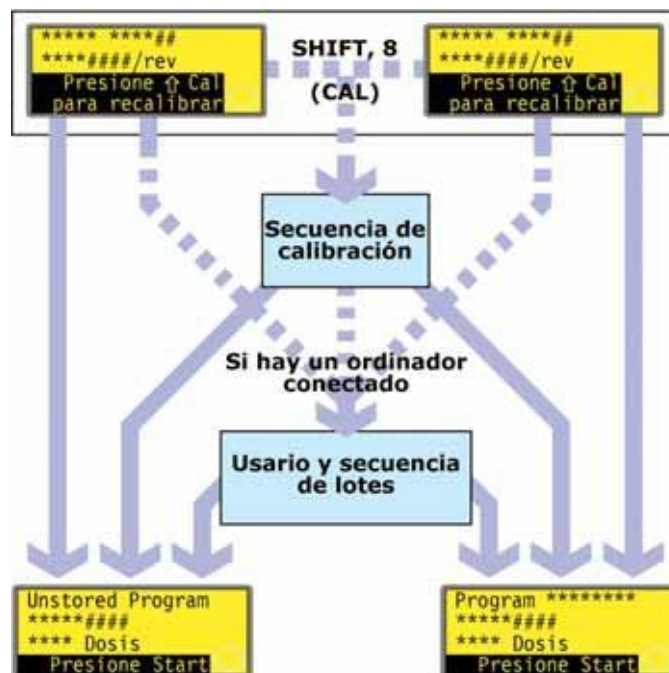 ***** ****##
****####/rev
Presione ⇧ Cal
para recalibrar
SHIFT, 8
(CAL)
***** ****##
****####/rev
Presione ⇧ Cal
para recalibrar
Secuencia de
calibración
Si hay un ordinador
conectado
Usario y secuencia
de lotes
Unstored Program
*****####
**** Dosis
Presione Start
Program ********
*****####
**** Dosis
Presione Start